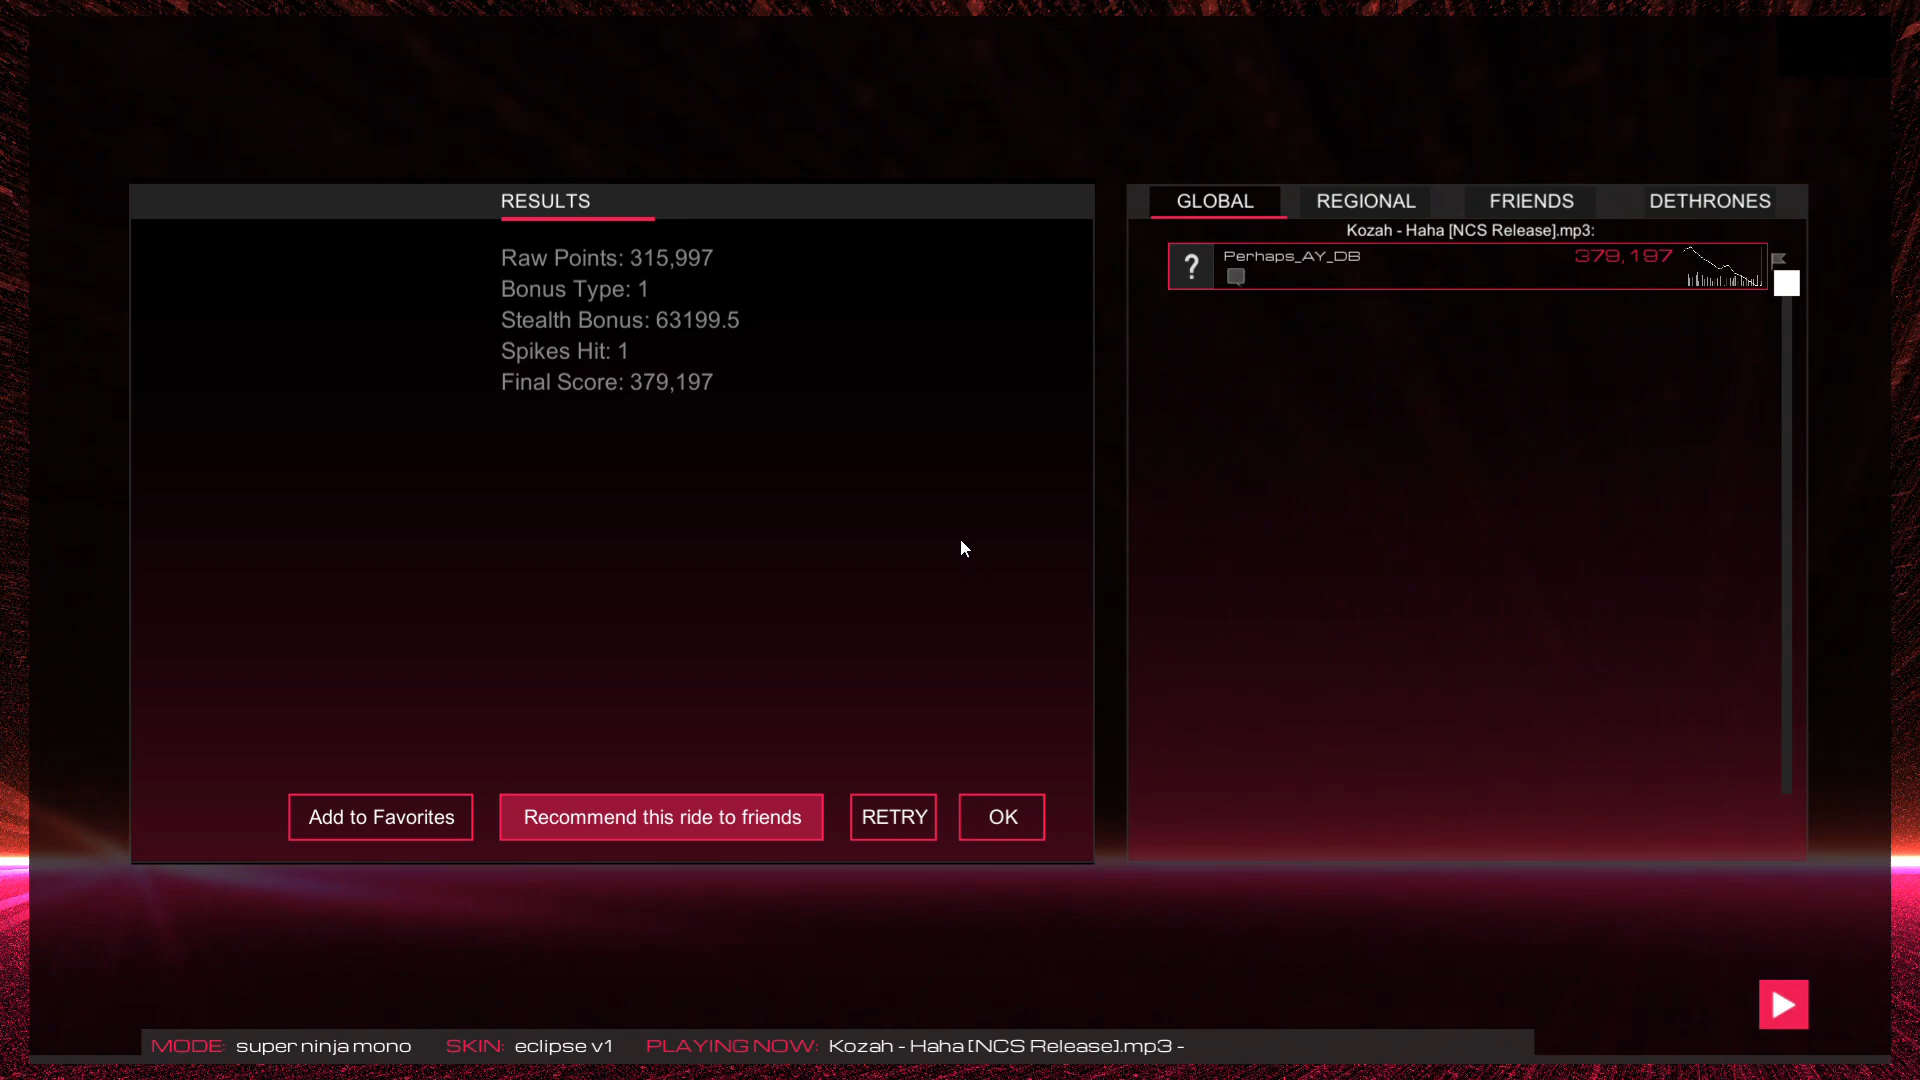 RESULTS
Raw Points: 315,997
Bonus Type: 1
Stealth Bonus: 63199.5
Spikes Hit: 1
Final Score: 379,197
Add to Favorites
Recommend this ride to friends
RETRY
OK
GLOBAL REGIONAL FRIENDS DETHRONES
Kozah - Haha [NCS Release].mp3:
? Perhaps_AY_DB 379,197
MODE: super ninja mono SKIN: eclipse v1 PLAYING NOW: Kozah - Haha [NCS Release].mp3 -